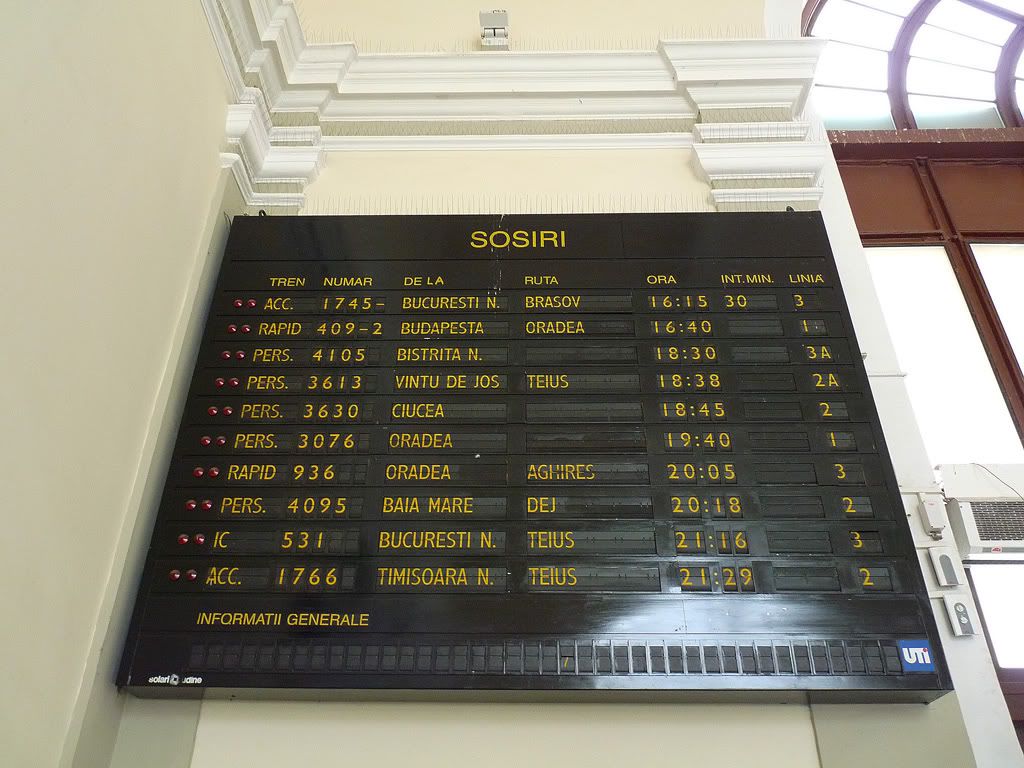 SOSIRI
TREN NUMAR DE LA RUTA ORA INT.MIN. LINIA
ACC. 1745- BUCURESTI N. BRASOV 16:15 30 3
RAPID 409-2 BUDAPESTA ORADEA 16:40 1
PERS. 4105 BISTRITA N. 18:30 3A
PERS. 3613 VINTU DE JOS TEIUS 18:38 2A
PERS. 3630 CIUCEA 18:45 2
PERS. 3076 ORADEA 19:40 1
RAPID 936 ORADEA AGHIRES 20:05 3
PERS. 4095 BAIA MARE DEJ 20:18 2
IC 531 BUCURESTI N. TEIUS 21:16 3
ACC. 1766 TIMISOARA N. TEIUS 21:29 2
INFORMATII GENERALE
/
UTi
solari udine